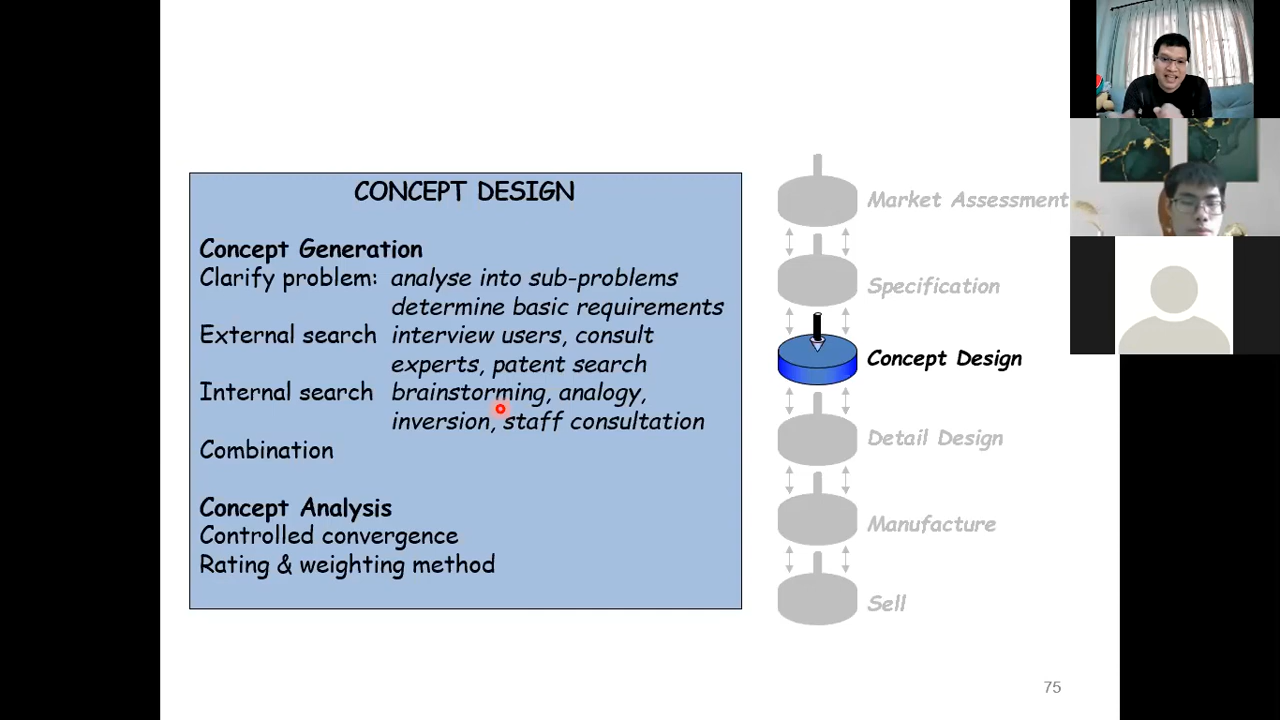 CONCEPT DESIGN
Concept Generation
Clarify problem: analyse into sub-problems
determine basic requirements
External search interview users, consult
experts, patent search
Internal search brainstorming, analogy,
inversion, staff consultation
Combination
Concept Analysis
Controlled convergence
Rating & weighting method
Market Assessment
Specification
Concept Design
Detail Design
Manufacture
Sell
75